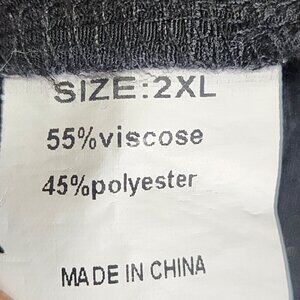 SIZE:2XL
55%viscose
45%polyester
MADE IN CHINA